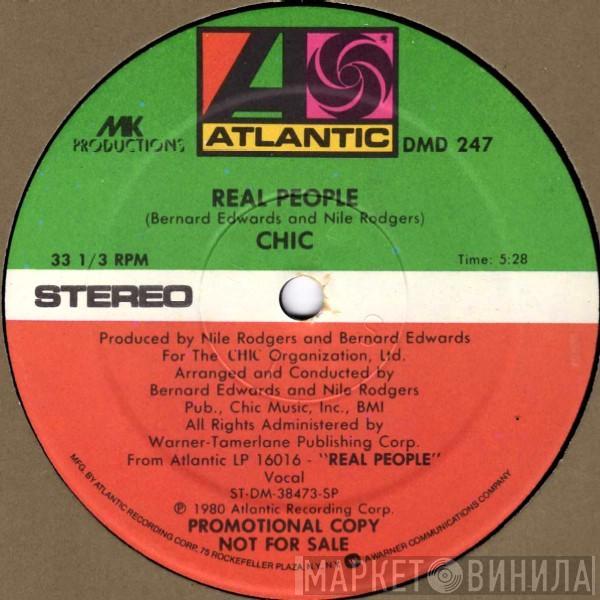 ATLANTIC
MK
PRODUCTIONS
DMD 247
REAL PEOPLE
(Bernard Edwards and Nile Rodgers)
CHIC
33 1/3 RPM
Time: 5:28
STEREO
Produced by Nile Rodgers and Bernard Edwards
For The CHIC Organization, Ltd.
Arranged and Conducted by
Bernard Edwards and Nile Rodgers
Pub., Chic Music, Inc., BMI
All Rights Administered by
Warner-Tamerlane Publishing Corp.
From Atlantic LP 16016 - "REAL PEOPLE"
Vocal
ST-DM-38473-SP
℗ 1980 Atlantic Recording Corp.
PROMOTIONAL COPY
NOT FOR SALE
MFG. BY ATLANTIC RECORDING CORP., 75 ROCKEFELLER PLAZA, N.Y., N.Y. A WARNER COMMUNICATIONS COMPANY
МАРКЕТ ВИНИЛА